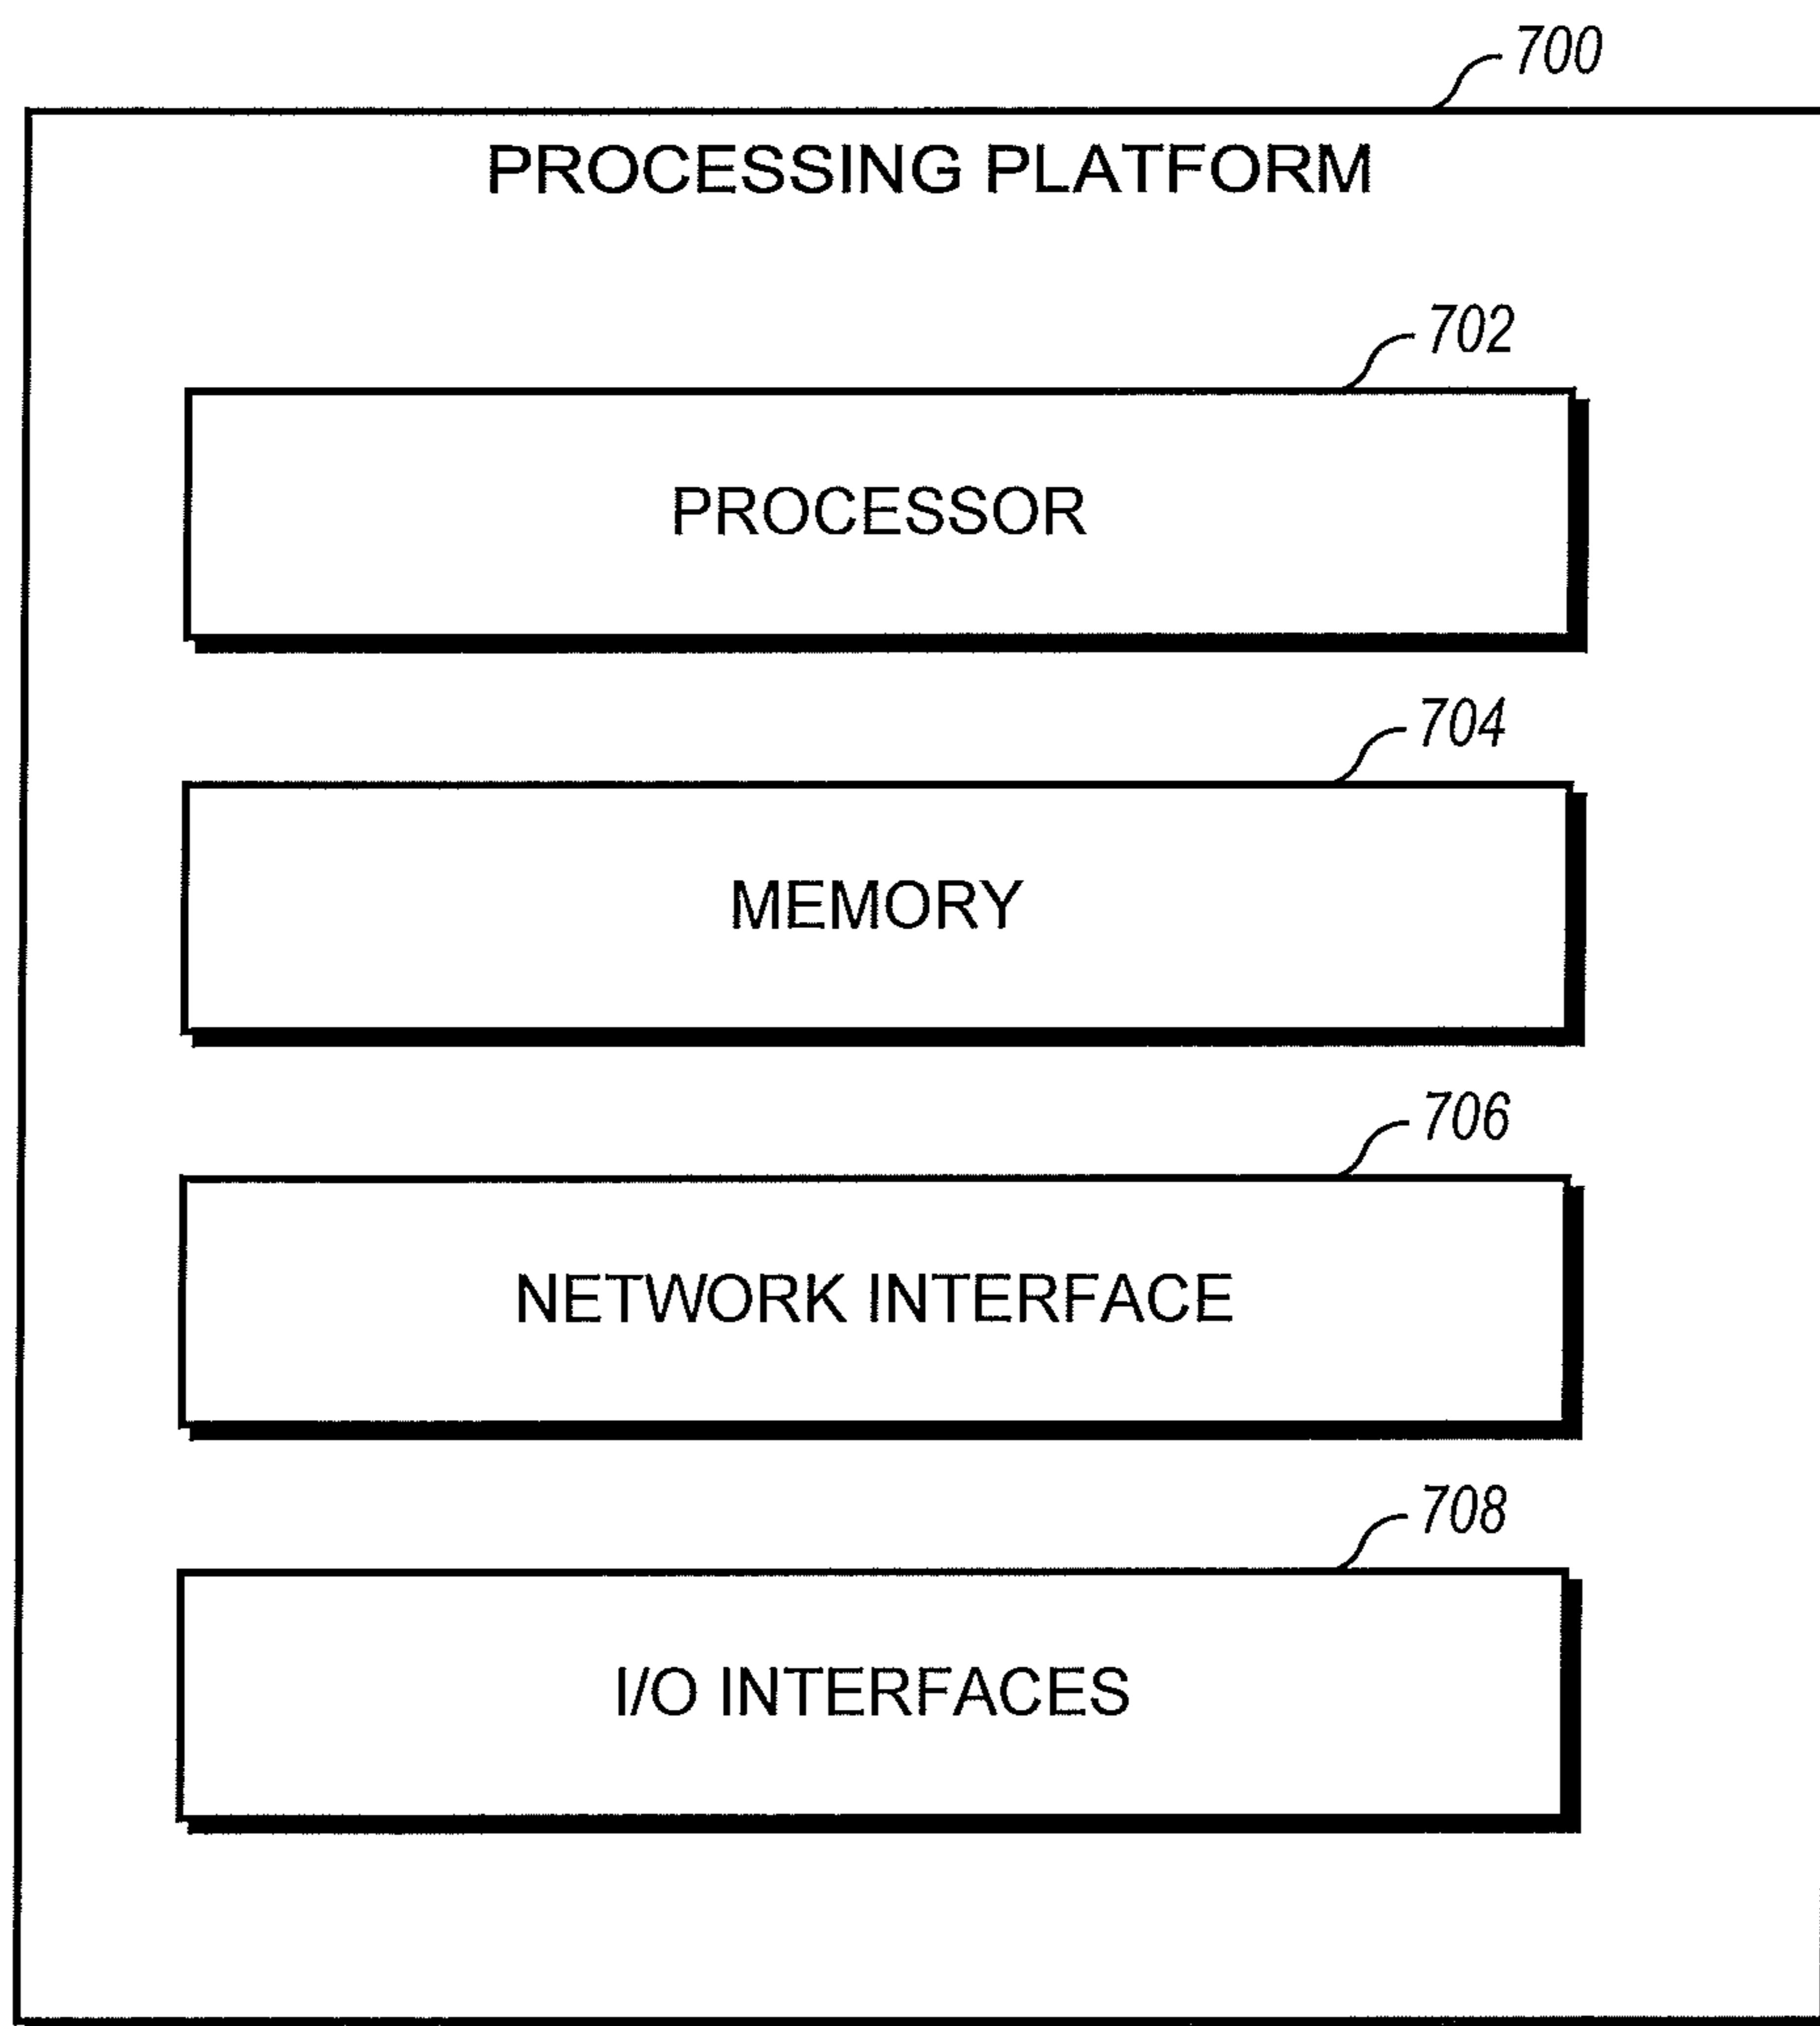 700
PROCESSING PLATFORM
702
PROCESSOR
704
MEMORY
706
NETWORK INTERFACE
708
I/O INTERFACES